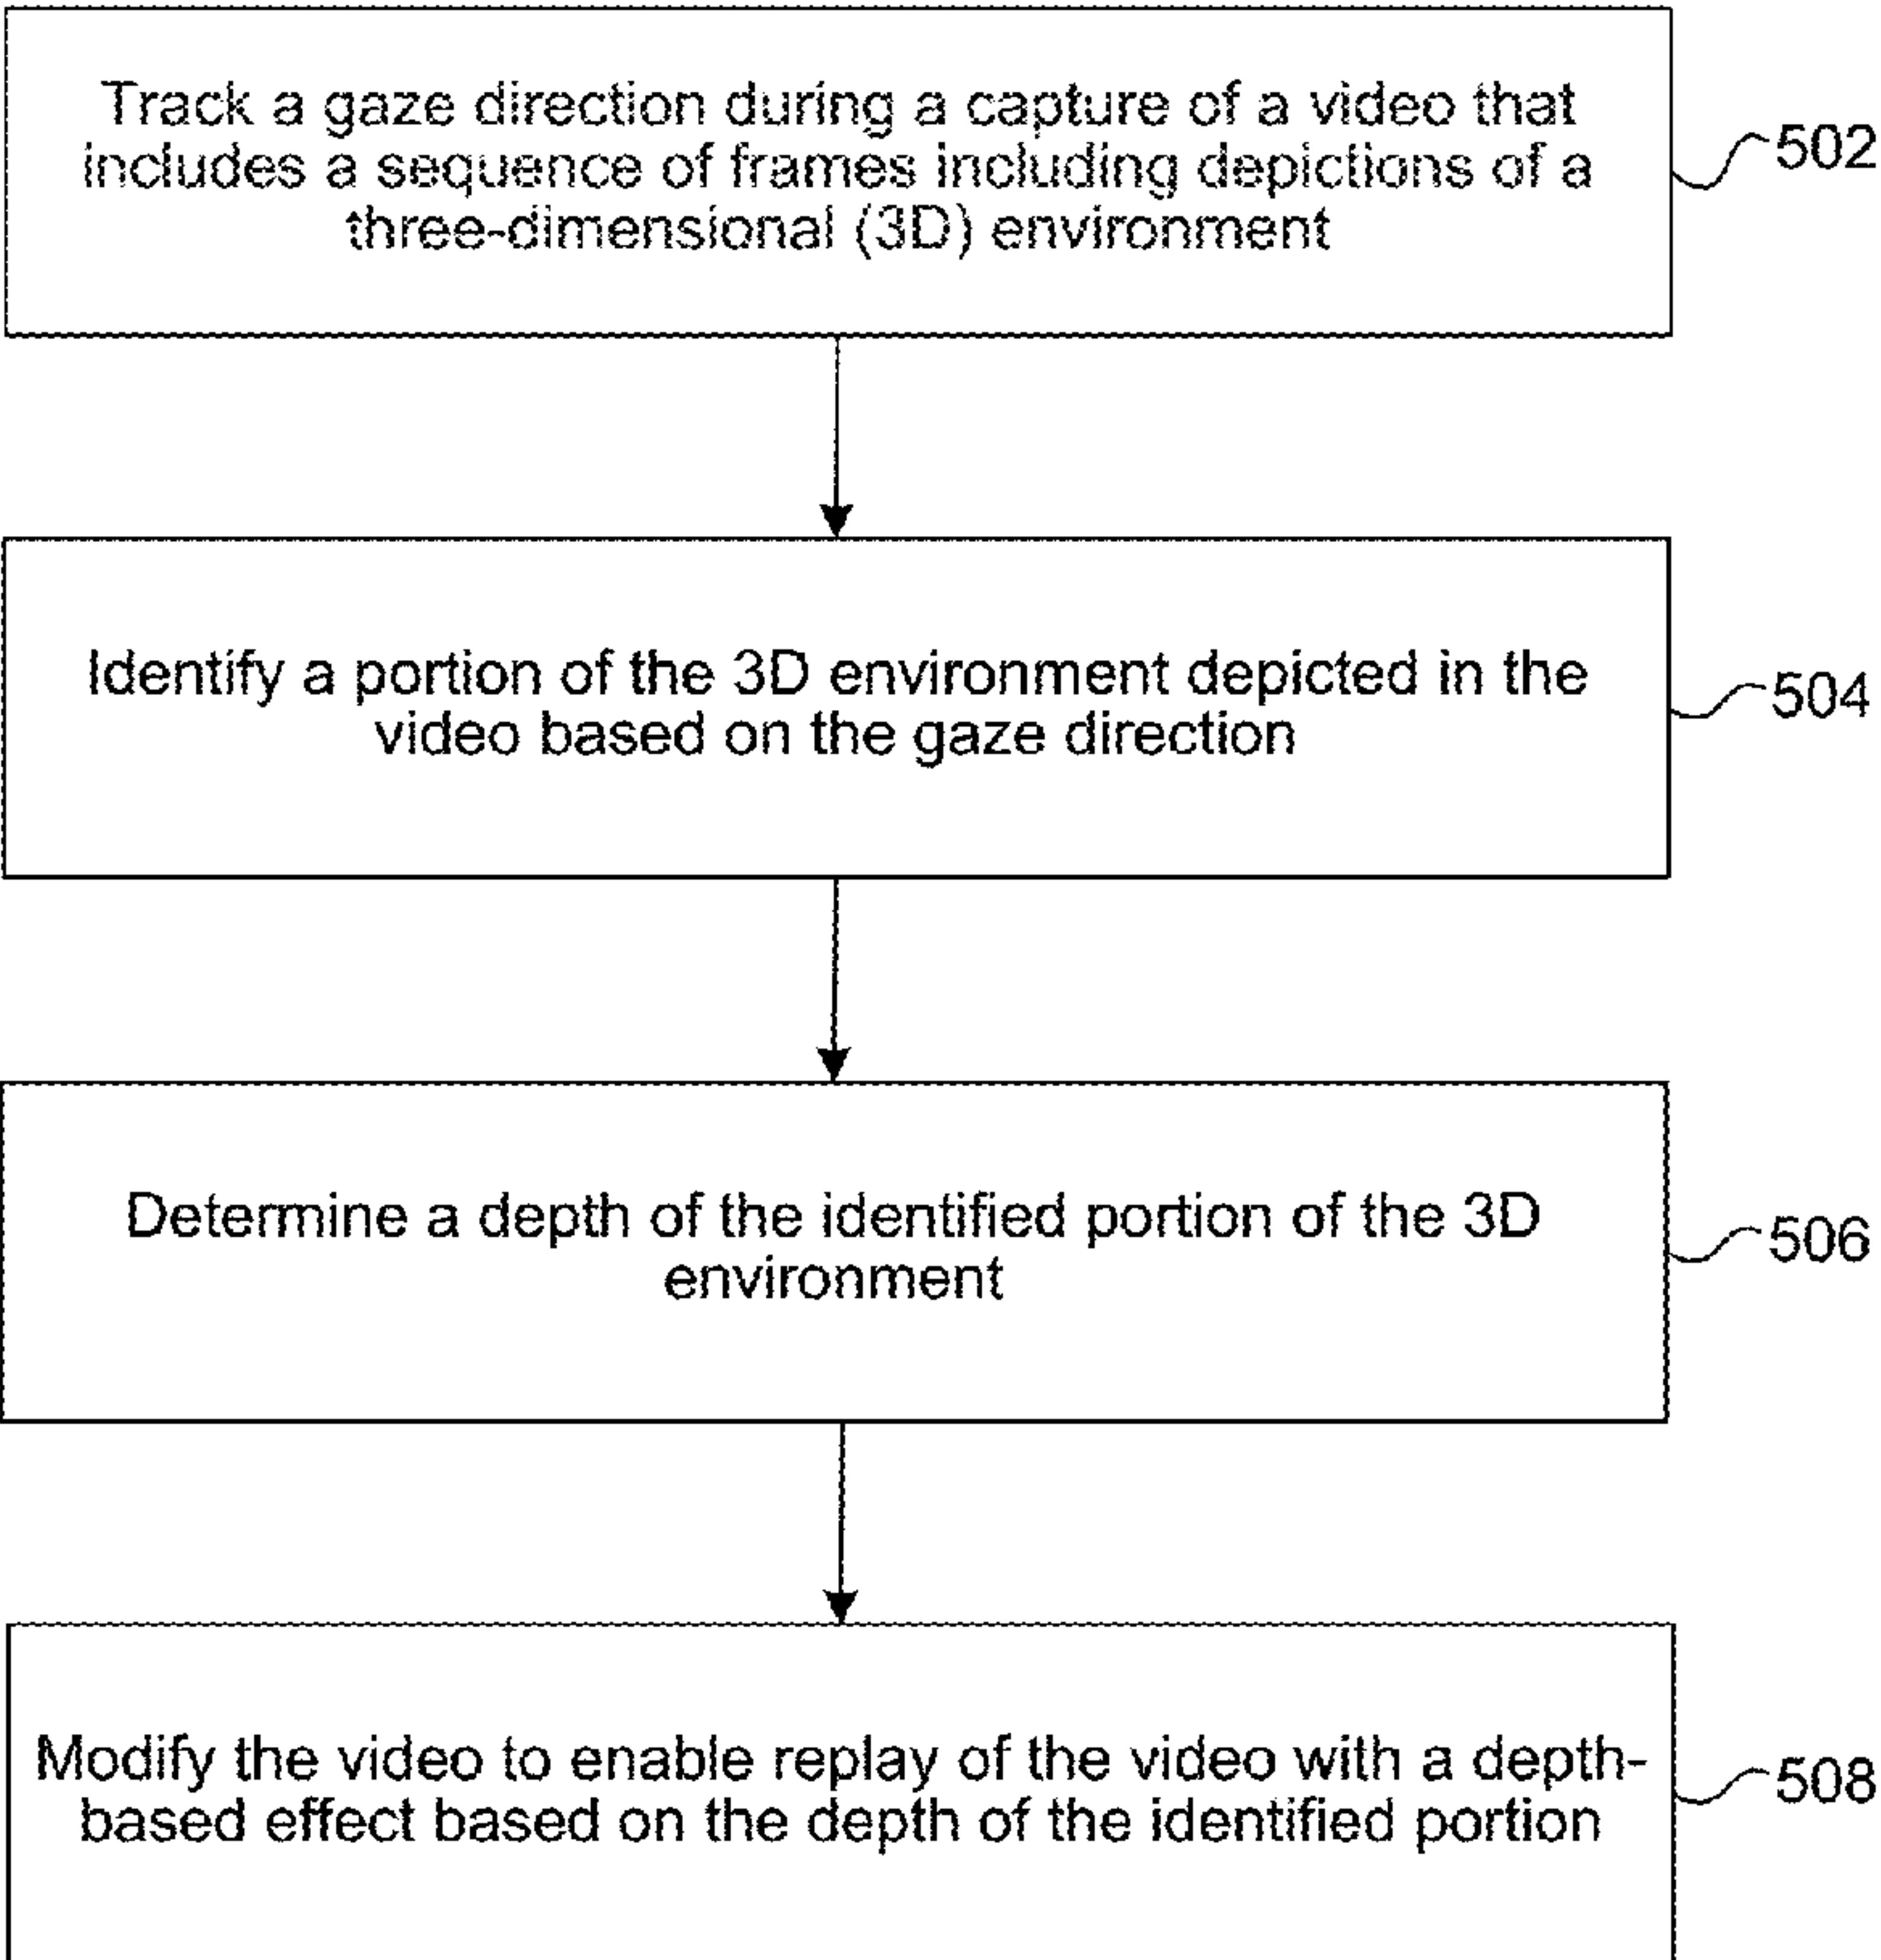 Track a gaze direction during a capture of a video that
includes a sequence of frames including depictions of a
three-dimensional (3D) environment
502
Identify a portion of the 3D environment depicted in the
video based on the gaze direction
504
Determine a depth of the identified portion of the 3D
environment
506
Modify the video to enable replay of the video with a depth-
based effect based on the depth of the identified portion
508